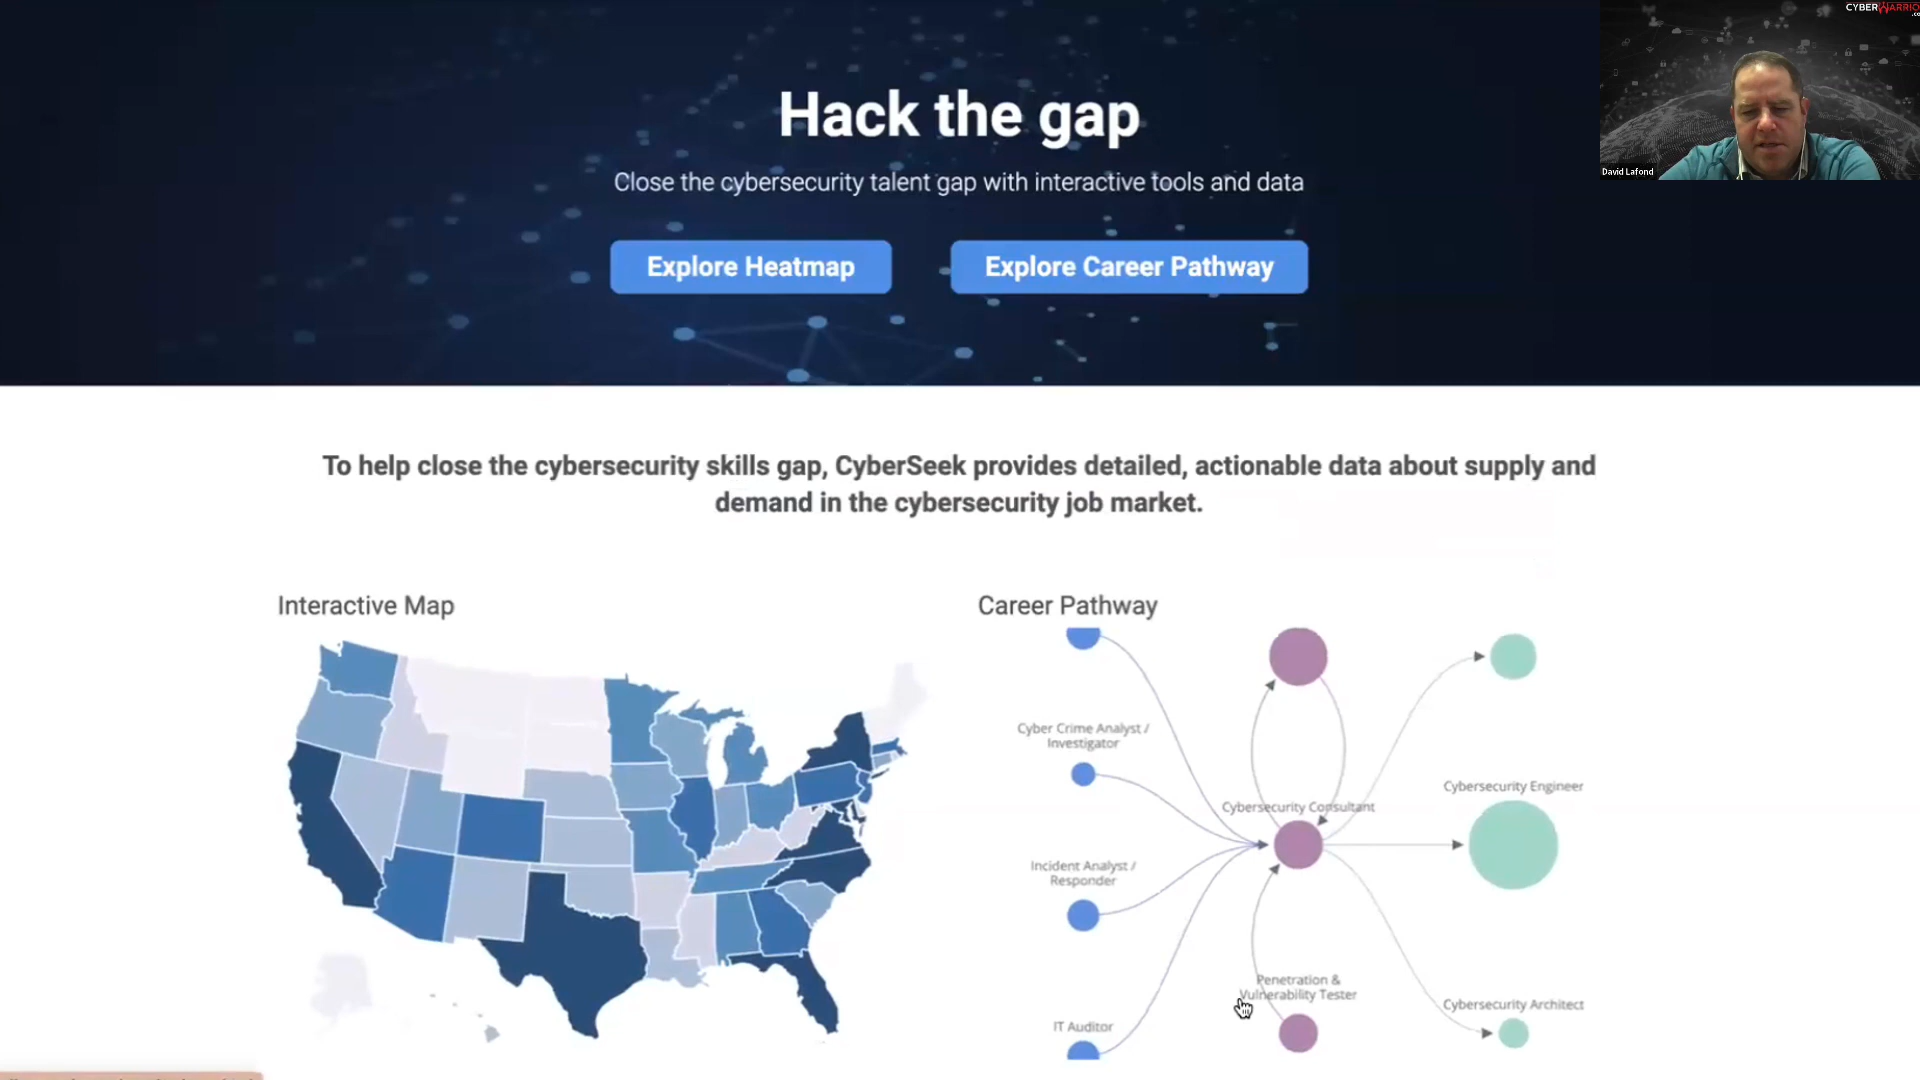 CYBERWARRIO
.co
David Lafond
Hack the gap
Close the cybersecurity talent gap with interactive tools and data
Explore Heatmap
Explore Career Pathway
To help close the cybersecurity skills gap, CyberSeek provides detailed, actionable data about supply and
demand in the cybersecurity job market.
Interactive Map
Career Pathway
Cyber Crime Analyst /
Investigator
Cybersecurity Consultant
Cybersecurity Engineer
Incident Analyst /
Responder
Penetration &
Vulnerability Tester
IT Auditor
Cybersecurity Architect